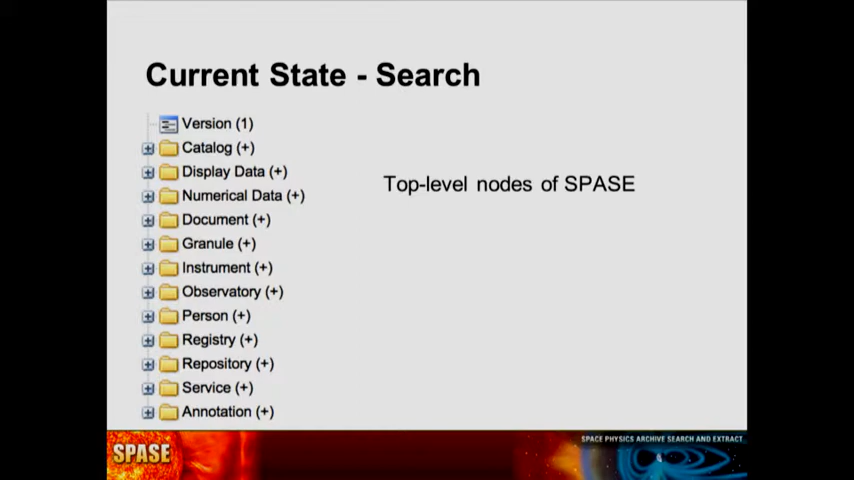 Current State - Search
Version (1)
Catalog (+)
Display Data (+)
Numerical Data (+)
Document (+)
Granule (+)
Instrument (+)
Observatory (+)
Person (+)
Registry (+)
Repository (+)
Service (+)
Annotation (+)
Top-level nodes of SPASE
SPACE PHYSICS ARCHIVE SEARCH AND EXTRACT
SPASE